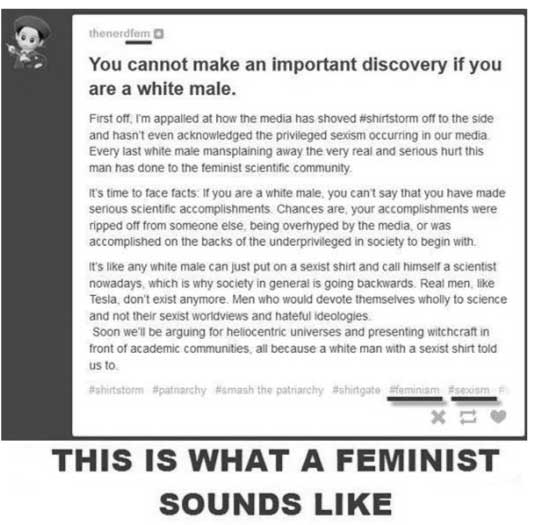 thenerdfem
You cannot make an important discovery if you
are a white male.
First off, I'm appalled at how the media has shoved #shirtstorm off to the side
and hasn't even acknowledged the privileged sexism occurring in our media.
Every last white male mansplaining away the very real and serious hurt this
man has done to the feminist scientific community.
It's time to face facts: If you are a white male, you can't say that you have made
serious scientific accomplishments. Chances are, your accomplishments were
ripped off from someone else, being overhyped by the media, or was
accomplished on the backs of the underprivileged in society to begin with.
It's like any white male can just put on a sexist shirt and call himself a scientist
nowadays, which is why society in general is going backwards. Real men, like
Tesla, don't exist anymore. Men who would devote themselves wholly to science
and not their sexist worldviews and hateful ideologies.
Soon we'll be arguing for heliocentric universes and presenting witchcraft in
front of academic communities, all because a white man with a sexist shirt told
us to.
#shirtstorm #patriarchy #smash the patriarchy #shirtgate #feminism #sexism
THIS IS WHAT A FEMINIST
SOUNDS LIKE